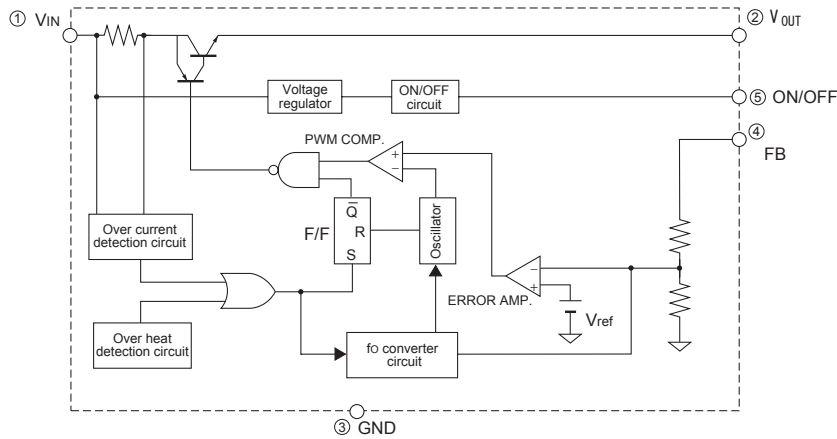 ① VIN
② VOUT
Voltage
regulator
ON/OFF
circuit
⑤ ON/OFF
④
FB
PWM COMP.
+
−
Q̅
F/F
R
S
Oscillator
Over current
detection circuit
−
+
ERROR AMP.
Vref
Over heat
detection circuit
fo converter
circuit
③ GND